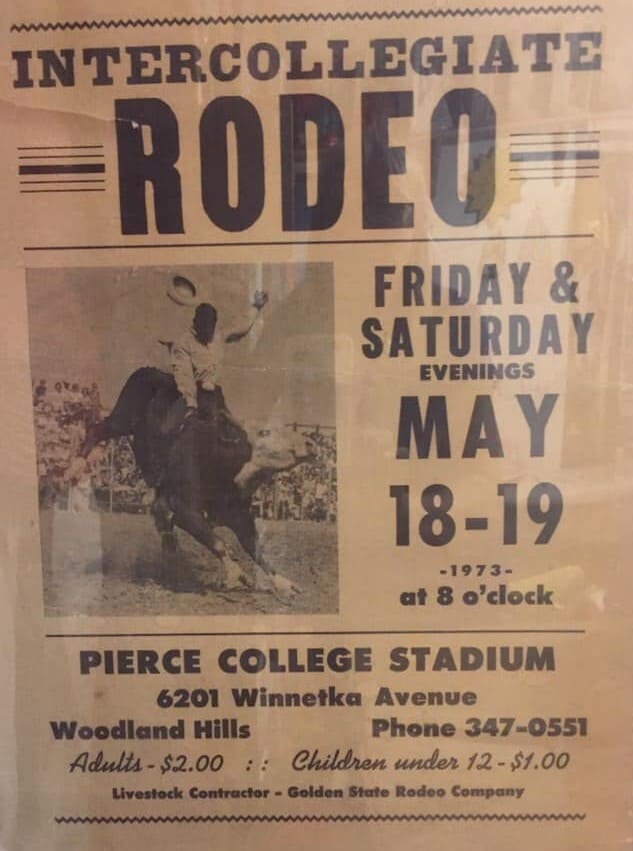 INTERCOLLEGIATE
RODEO
FRIDAY &
SATURDAY
EVENINGS
MAY
18-19
-1973-
at 8 o'clock
PIERCE COLLEGE STADIUM
6201 Winnetka Avenue
Woodland Hills Phone 347-0551
Adults - $2.00 : : Children under 12 - $1.00
Livestock Contractor - Golden State Rodeo Company